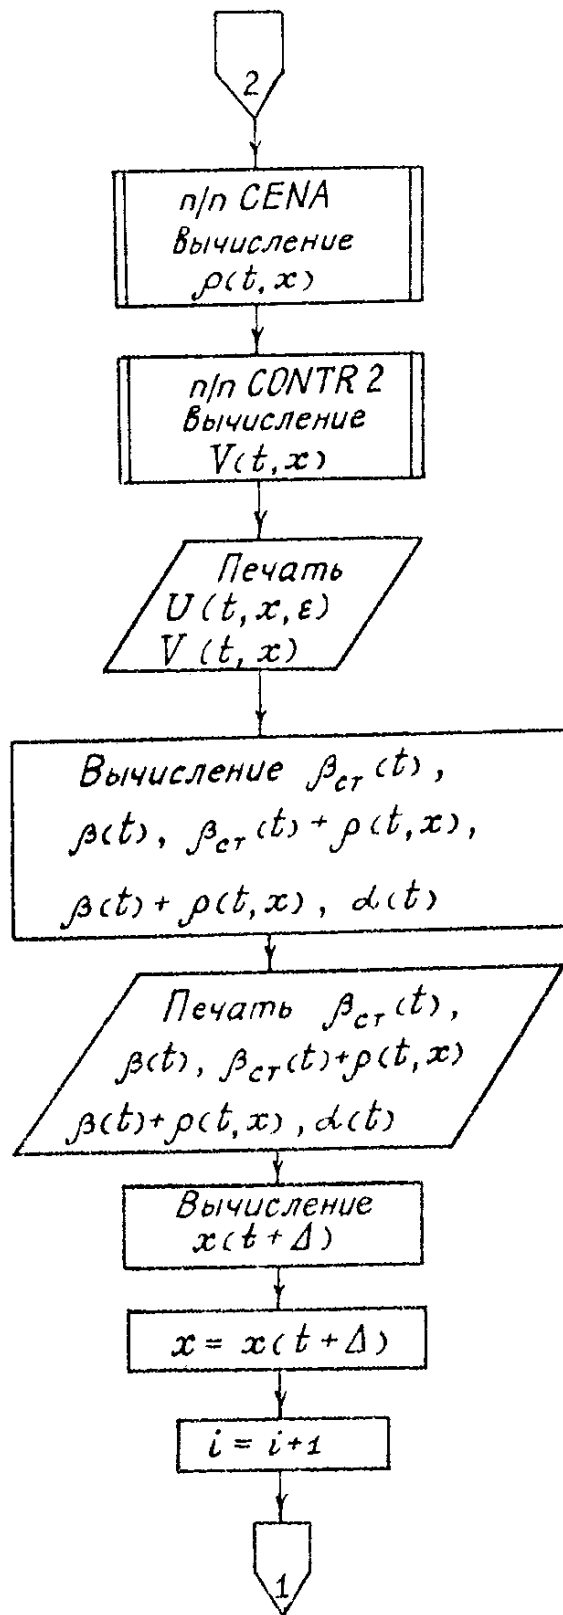 2
п/п CENA
Вычисление
ρ(t,x)
п/п CONTR 2
Вычисление
V(t,x)
Печать
U(t,x,ε)
V(t,x)
Вычисление β_ст(t),
β(t), β_ст(t)+ρ(t,x),
β(t)+ρ(t,x), α(t)
Печать β_ст(t),
β(t), β_ст(t)+ρ(t,x)
β(t)+ρ(t,x), α(t)
Вычисление
x(t+Δ)
x = x(t+Δ)
i = i+1
1